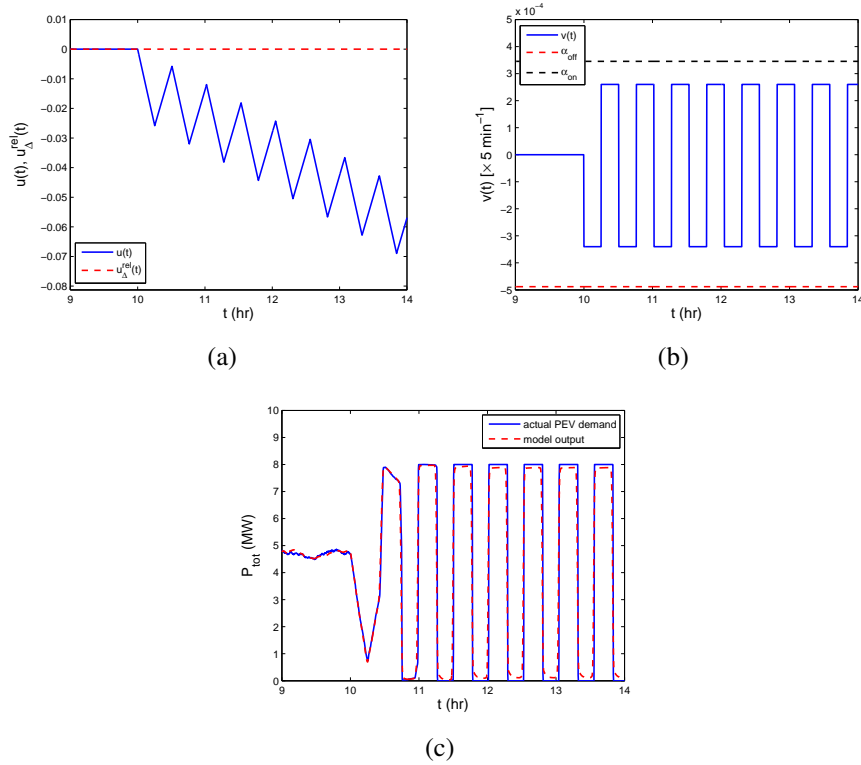 0.01
0
−0.01
−0.02
−0.03
−0.04
−0.05
−0.06
−0.07
−0.08
u(t), u_Δ^rel(t)
u(t)
u_Δ^rel(t)
9 10 11 12 13 14
t (hr)
(a)
x 10^−4
5
4
3
2
1
0
−1
−2
−3
−4
−5
v(t) [× 5 min^−1]
v(t)
α_off
α_on
9 10 11 12 13 14
t (hr)
(b)
10
9
8
7
6
5
4
3
2
1
0
P_tot (MW)
actual PEV demand
model output
9 10 11 12 13 14
t (hr)
(c)